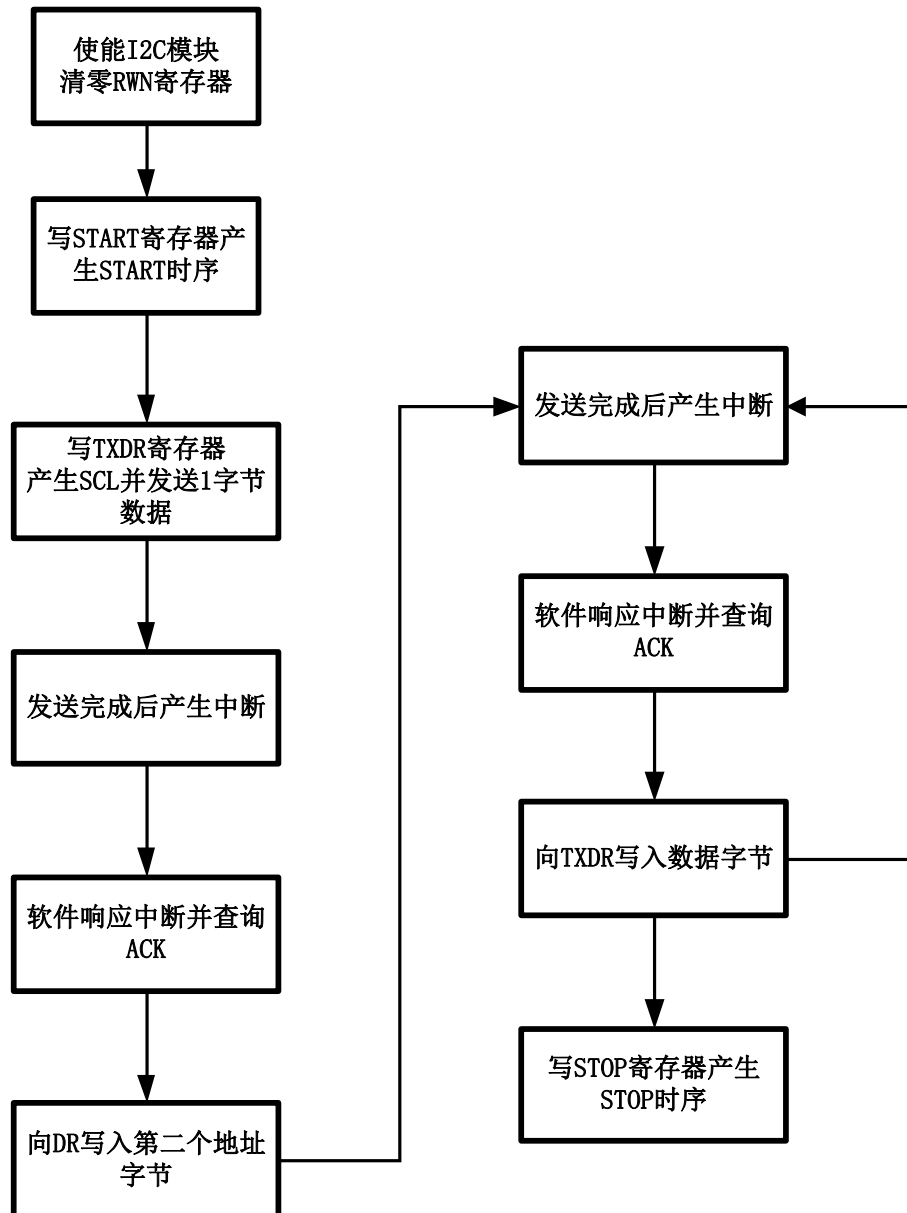 使能I2C模块
清零RWN寄存器
写START寄存器产
生START时序
写TXDR寄存器
产生SCL并发送1字节
数据
发送完成后产生中断
软件响应中断并查询
ACK
向DR写入第二个地址
字节
发送完成后产生中断
软件响应中断并查询
ACK
向TXDR写入数据字节
写STOP寄存器产生
STOP时序